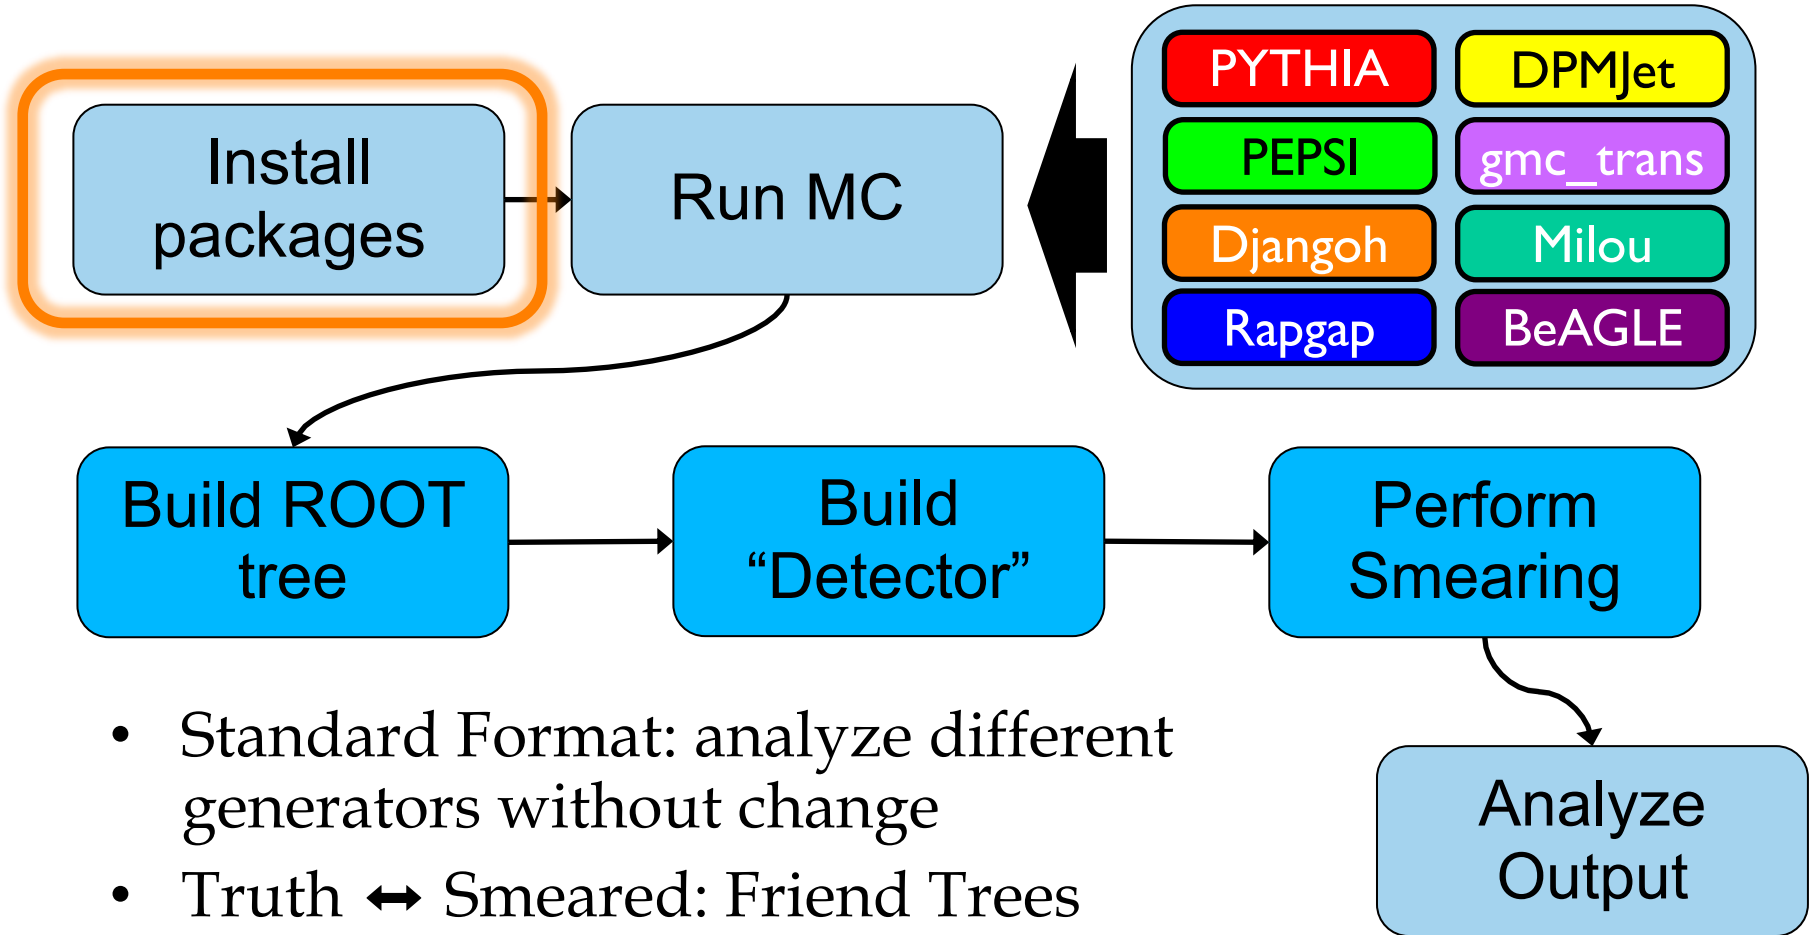 Install
packages
Run MC
PYTHIA
DPMJet
PEPSI
gmc_trans
Djangoh
Milou
Rapgap
BeAGLE
Build ROOT
tree
Build
“Detector”
Perform
Smearing
• Standard Format: analyze different
generators without change
• Truth ↔ Smeared: Friend Trees
Analyze
Output